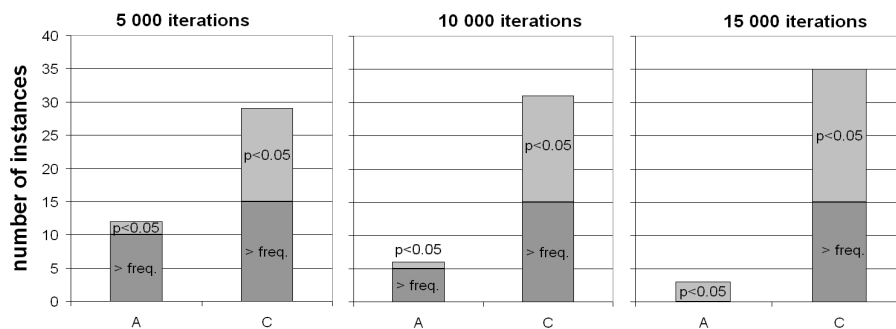 5 000 iterations
10 000 iterations
15 000 iterations
number of instances
40
35
30
25
20
15
10
5
0
p<0.05
> freq.
p<0.05
> freq.
A
C
p<0.05
> freq.
p<0.05
> freq.
A
C
p<0.05
p<0.05
> freq.
A
C